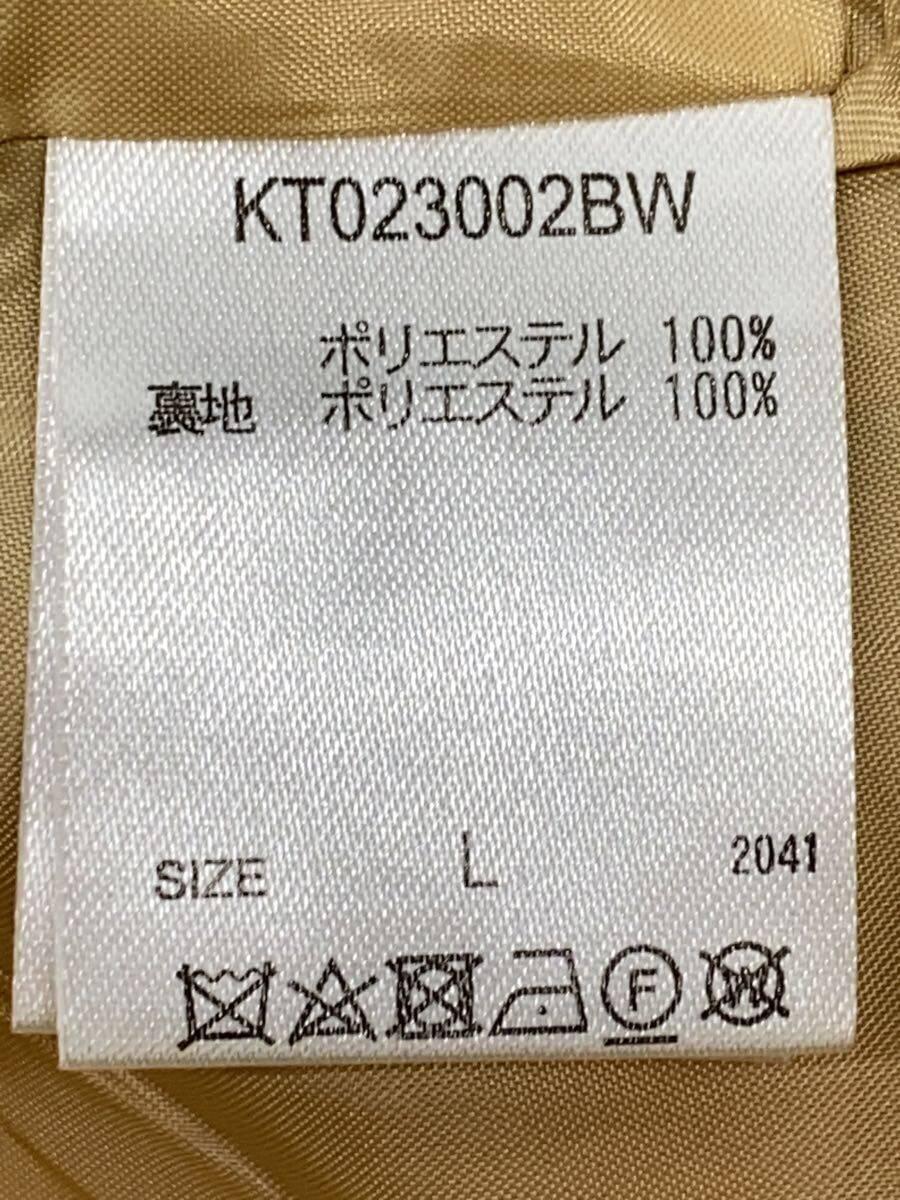 KT023002BW
ポリエステル 100%
裏地 ポリエステル 100%
SIZE L 2041
F W